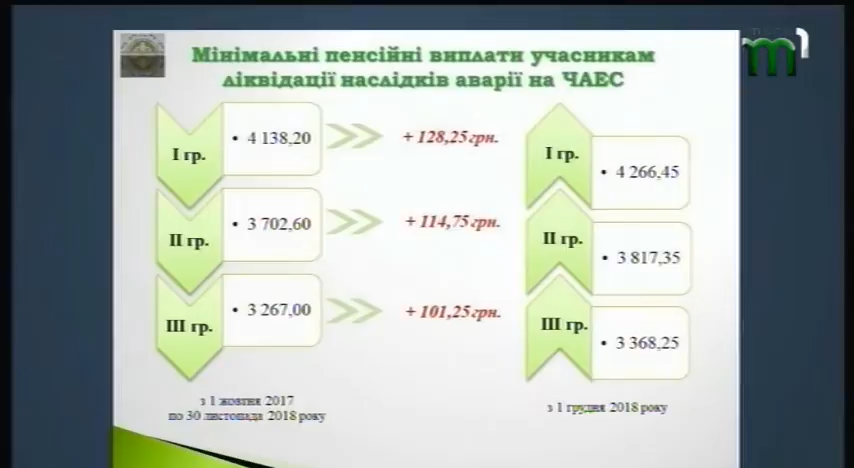 Мінімальні пенсійні виплати учасникам
ліквідації наслідків аварії на ЧАЕС
І гр.
• 4 138,20
+ 128,25 грн.
І гр.
• 4 266,45
ІІ гр.
• 3 702,60
+ 114,75 грн.
ІІ гр.
• 3 817,35
ІІІ гр.
• 3 267,00
+ 101,25 грн.
ІІІ гр.
• 3 368,25
з 1 жовтня 2017
по 30 листопада 2018 року
з 1 грудня 2018 року
m1